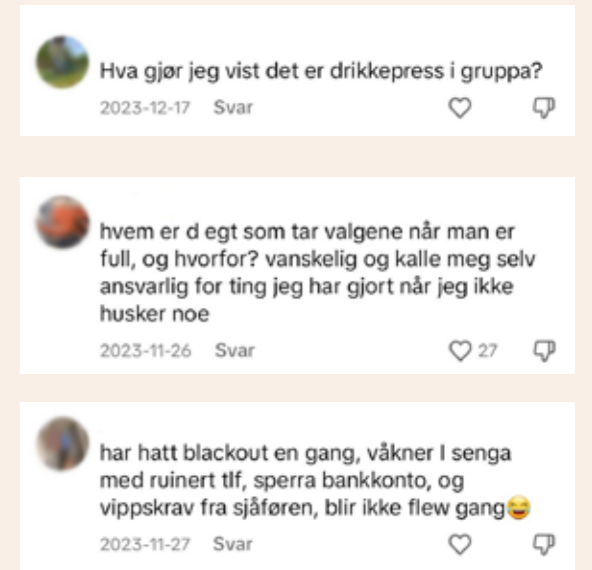 Hva gjør jeg vist det er drikkepress i gruppa?
2023-12-17 Svar
hvem er d egt som tar valgene når man er
full, og hvorfor? vanskelig og kalle meg selv
ansvarlig for ting jeg har gjort når jeg ikke
husker noe
2023-11-26 Svar 27
har hatt blackout en gang, våkner I senga
med ruinert tlf, sperra bankkonto, og
vippskrav fra sjåføren, blir ikke flew gang😅
2023-11-27 Svar